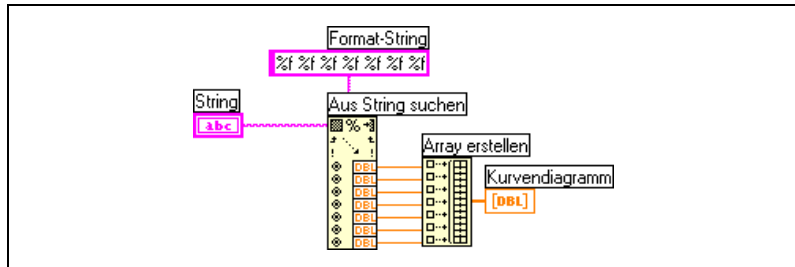 Format-String
%f %f %f %f %f %f %f
String
Aus String suchen
abc
%
Array erstellen
DBL
DBL
DBL
DBL
DBL
DBL
DBL
Kurvendiagramm
[DBL]